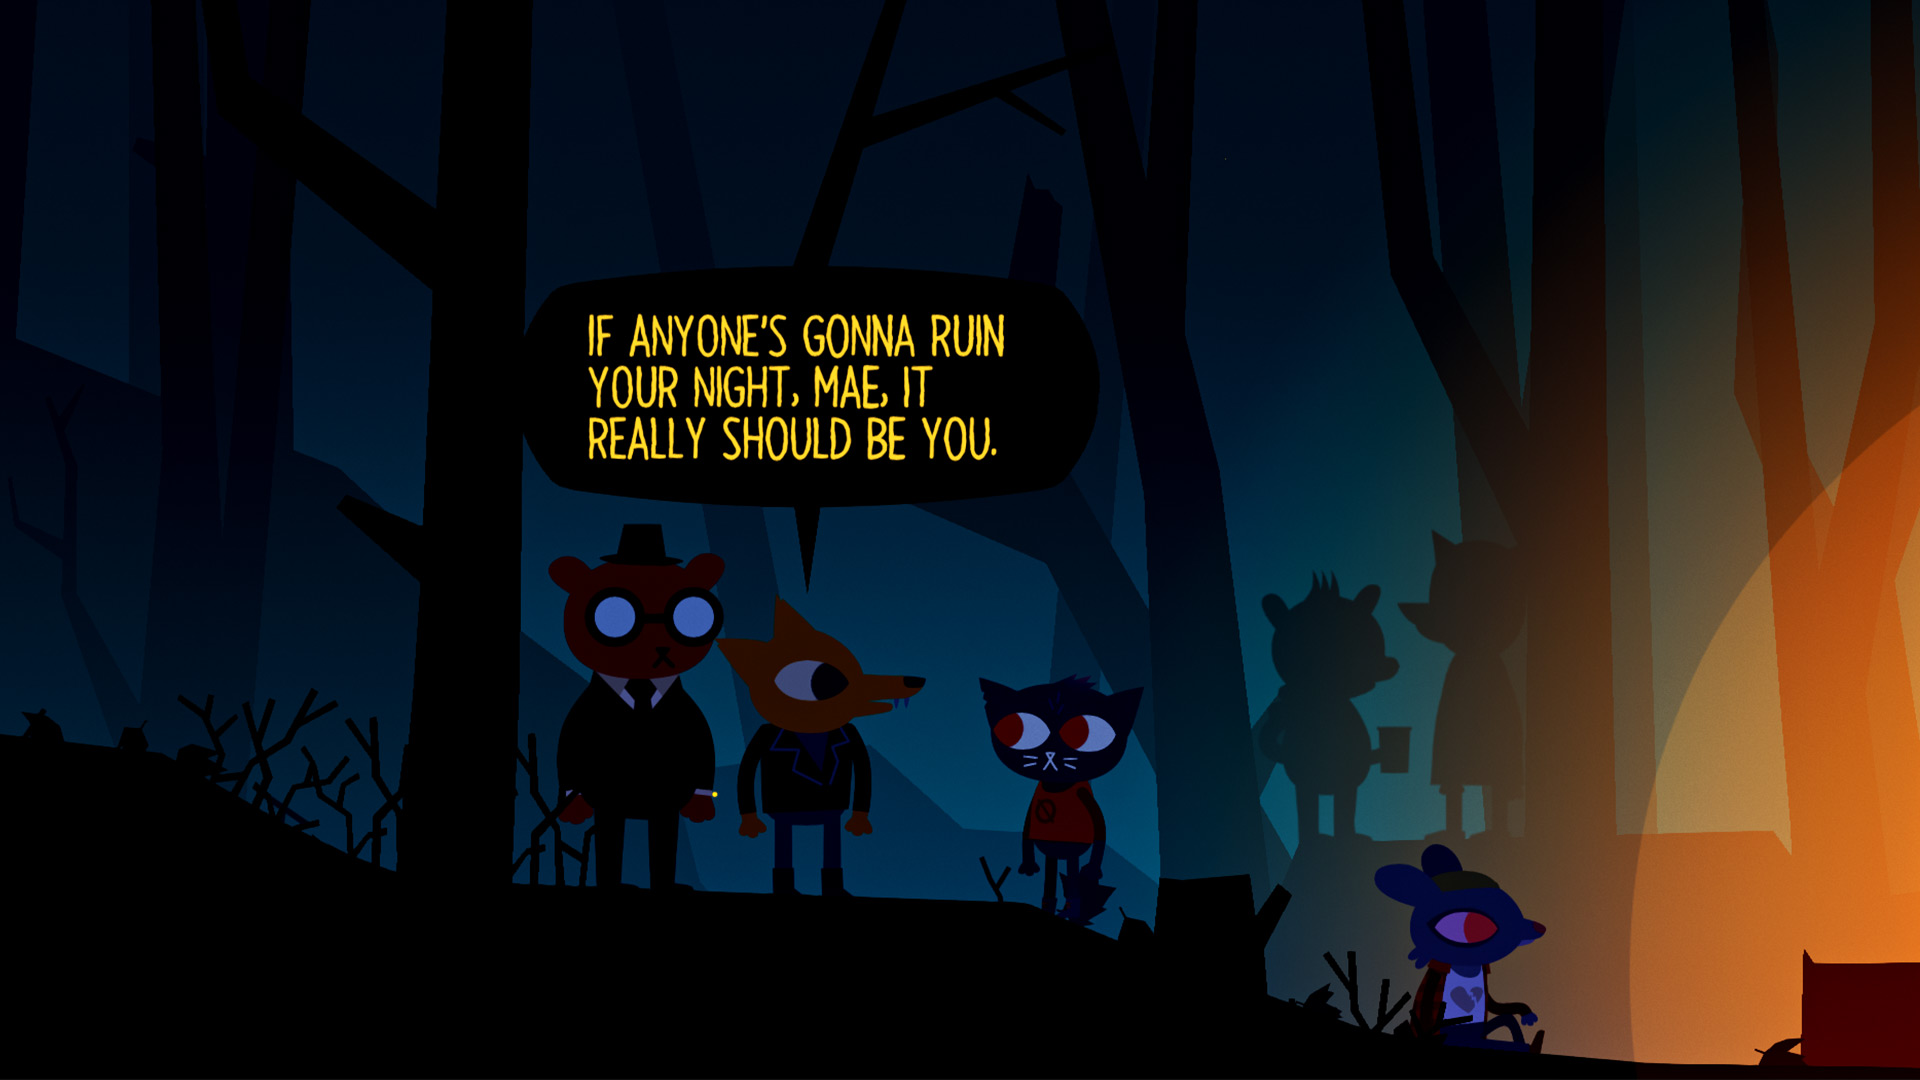 IF ANYONE'S GONNA RUIN
YOUR NIGHT, MAE, IT
REALLY SHOULD BE YOU.